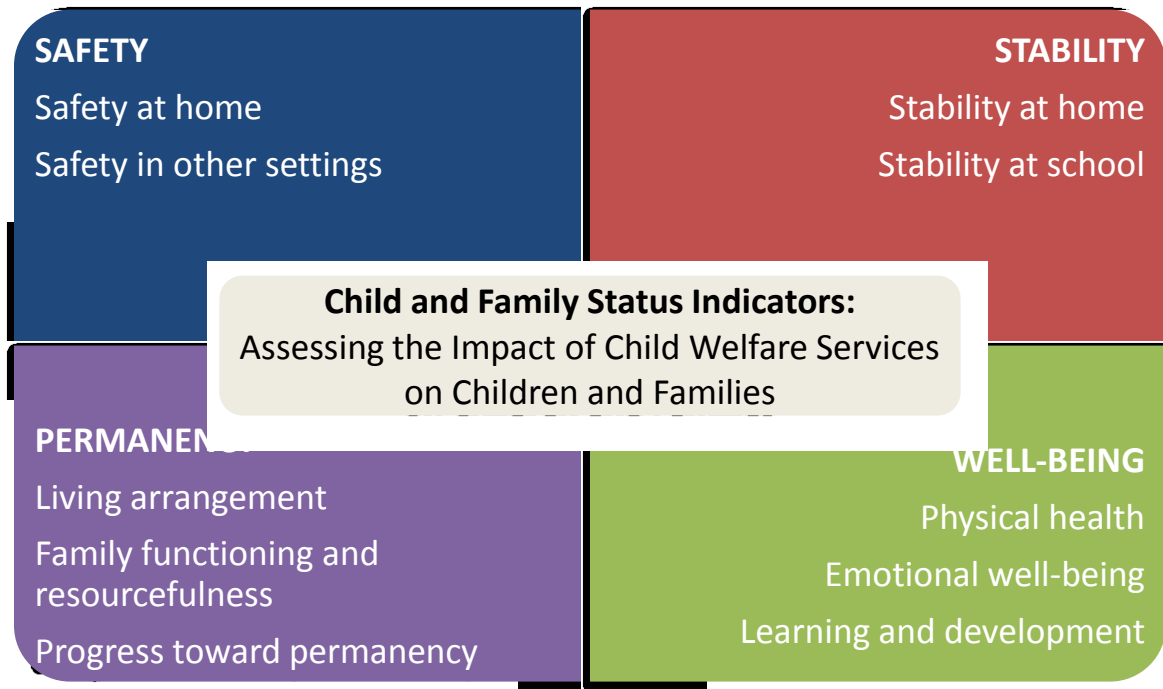 SAFETY
Safety at home
Safety in other settings
STABILITY
Stability at home
Stability at school
Child and Family Status Indicators:
Assessing the Impact of Child Welfare Services
on Children and Families
PERMANENCY
Living arrangement
Family functioning and
resourcefulness
Progress toward permanency
WELL-BEING
Physical health
Emotional well-being
Learning and development